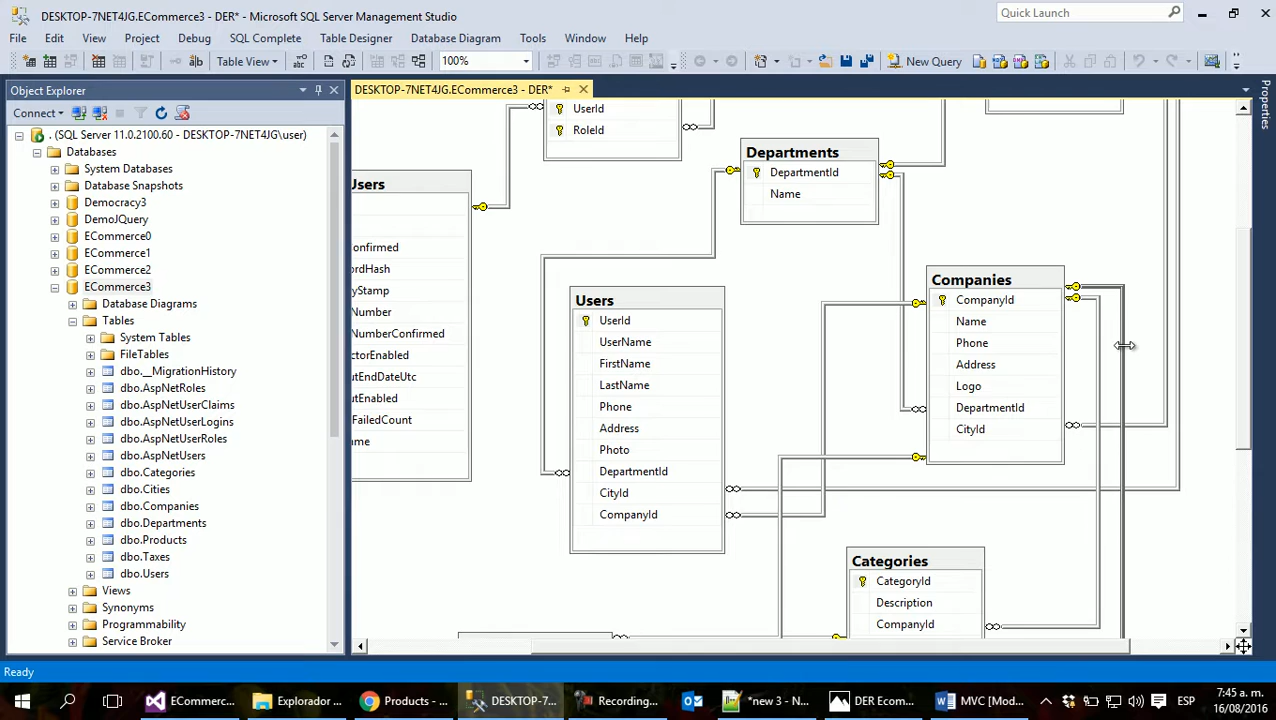 DESKTOP-7NET4JG.ECommerce3 - DER* - Microsoft SQL Server Management Studio
Quick Launch
File Edit View Project Debug SQL Complete Table Designer Database Diagram Tools Window Help
Table View 100% New Query
Object Explorer
DESKTOP-7NET4JG.ECommerce3 - DER*
Connect
. (SQL Server 11.0.2100.60 - DESKTOP-7NET4JG\user)
Databases
System Databases
Database Snapshots
Democracy3
DemoJQuery
ECommerce0
ECommerce1
ECommerce2
ECommerce3
Database Diagrams
Tables
System Tables
FileTables
dbo.__MigrationHistory
dbo.AspNetRoles
dbo.AspNetUserClaims
dbo.AspNetUserLogins
dbo.AspNetUserRoles
dbo.AspNetUsers
dbo.Categories
dbo.Cities
dbo.Companies
dbo.Departments
dbo.Products
dbo.Taxes
dbo.Users
Views
Synonyms
Programmability
Service Broker
UserId
RoleId
Users
onfirmed
ordHash
yStamp
Number
NumberConfirmed
ctorEnabled
utEndDateUtc
utEnabled
FailedCount
me
Departments
DepartmentId
Name
Users
UserId
UserName
FirstName
LastName
Phone
Address
Photo
DepartmentId
CityId
CompanyId
Companies
CompanyId
Name
Phone
Address
Logo
DepartmentId
CityId
Categories
CategoryId
Description
CompanyId
Properties
Ready
ECommerc... Explorador ... Products - ... DESKTOP-7... Recording... *new 3 - N... DER Ecom... MVC [Mod... ESP
7:45 a.m.
16/08/2016